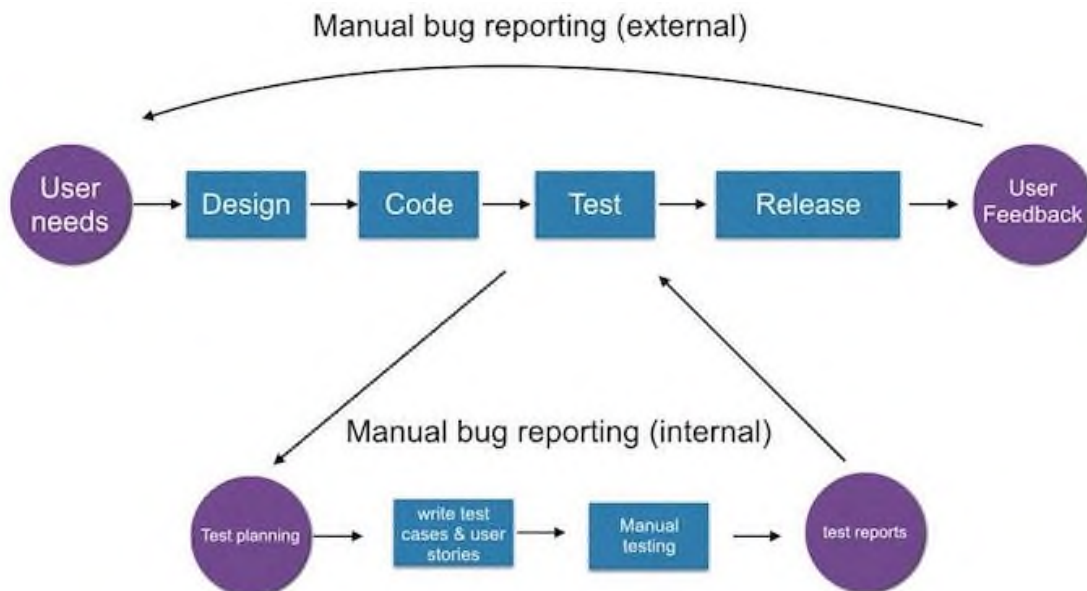 Manual bug reporting (external)
User
needs
Design
Code
Test
Release
User
Feedback
Manual bug reporting (internal)
Test planning
write test
cases & user
stories
Manual
testing
test reports